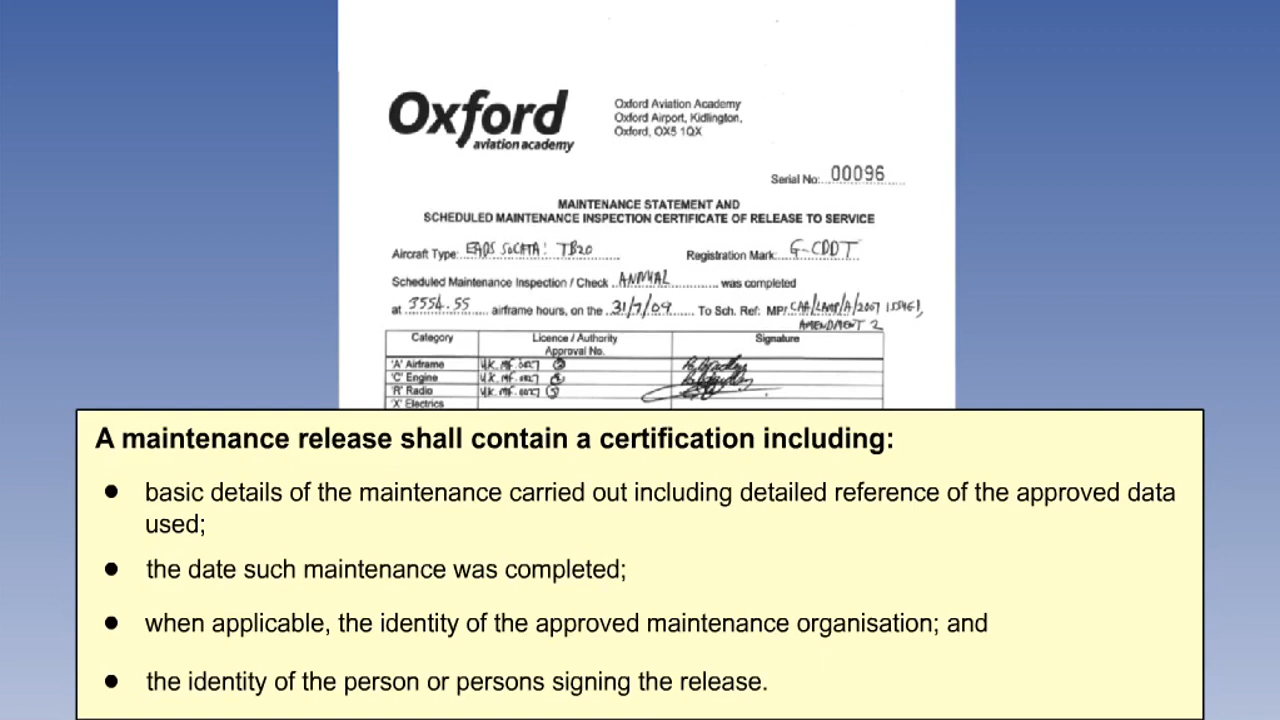 Oxford
aviation academy
Oxford Aviation Academy
Oxford Airport, Kidlington,
Oxford, OX5 1QX
Serial No: 00096
MAINTENANCE STATEMENT AND
SCHEDULED MAINTENANCE INSPECTION CERTIFICATE OF RELEASE TO SERVICE
Aircraft Type: EADS SOCATA: TB20 Registration Mark: G-CDDT
Scheduled Maintenance Inspection / Check ANNUAL was completed
at 3554.55 airframe hours, on the 31/7/09 To Sch. Ref: MP/ CAA/LAMP/A/2007
AMENDMENT 2
Category Licence / Authority Signature
Approval No.
'A' Airframe
'C' Engine
'R' Radio
'X' Electrics
A maintenance release shall contain a certification including:
● basic details of the maintenance carried out including detailed reference of the approved data
used;
● the date such maintenance was completed;
● when applicable, the identity of the approved maintenance organisation; and
● the identity of the person or persons signing the release.